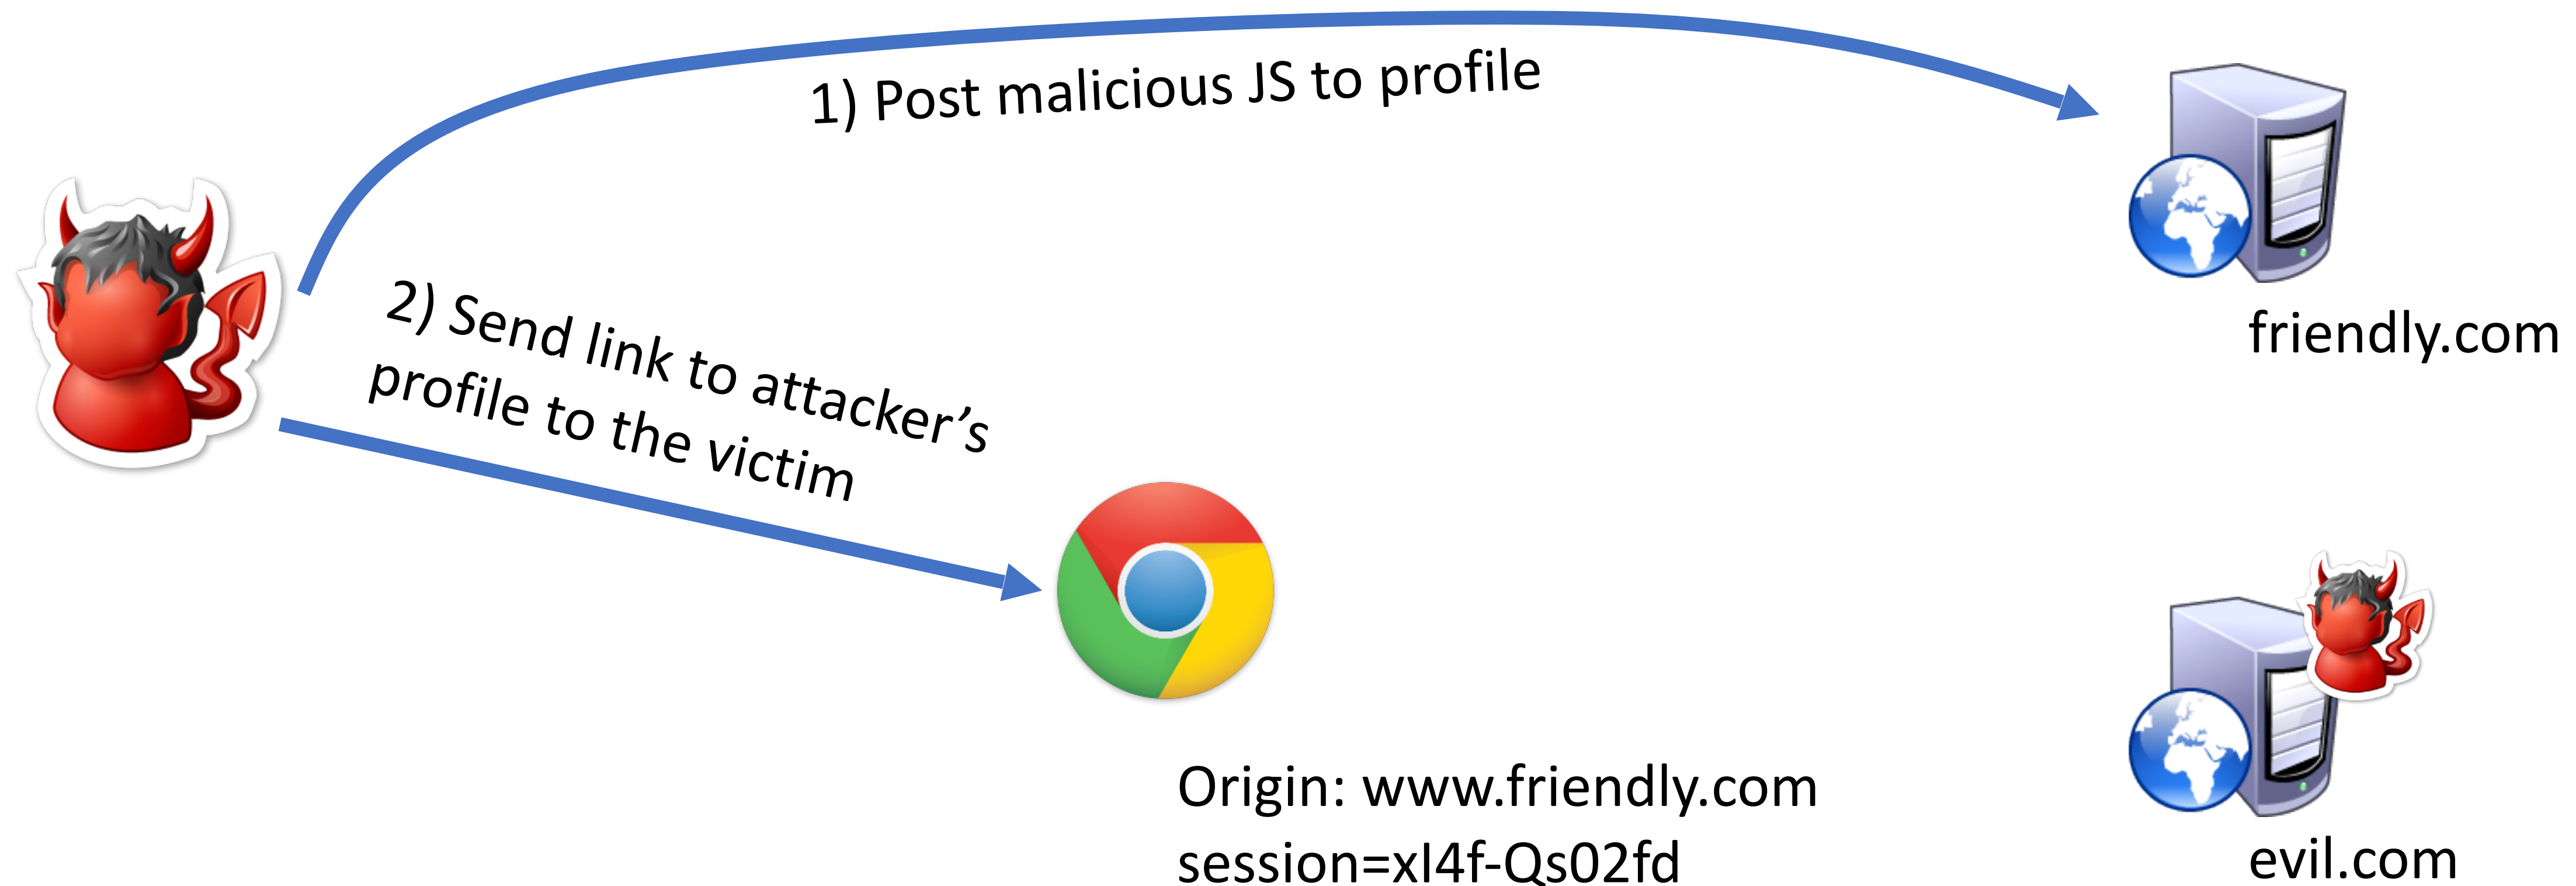 1) Post malicious JS to profile
friendly.com
2) Send link to attacker’s
profile to the victim
Origin: www.friendly.com
session=xI4f-Qs02fd
evil.com